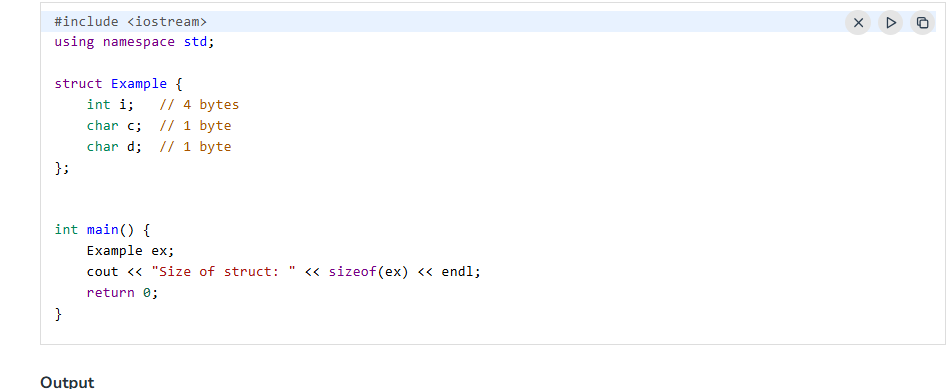 #include <iostream>
using namespace std;
struct Example {
    int i;   // 4 bytes
    char c;  // 1 byte
    char d;  // 1 byte
};
int main() {
    Example ex;
    cout << "Size of struct: " << sizeof(ex) << endl;
    return 0;
}
Output